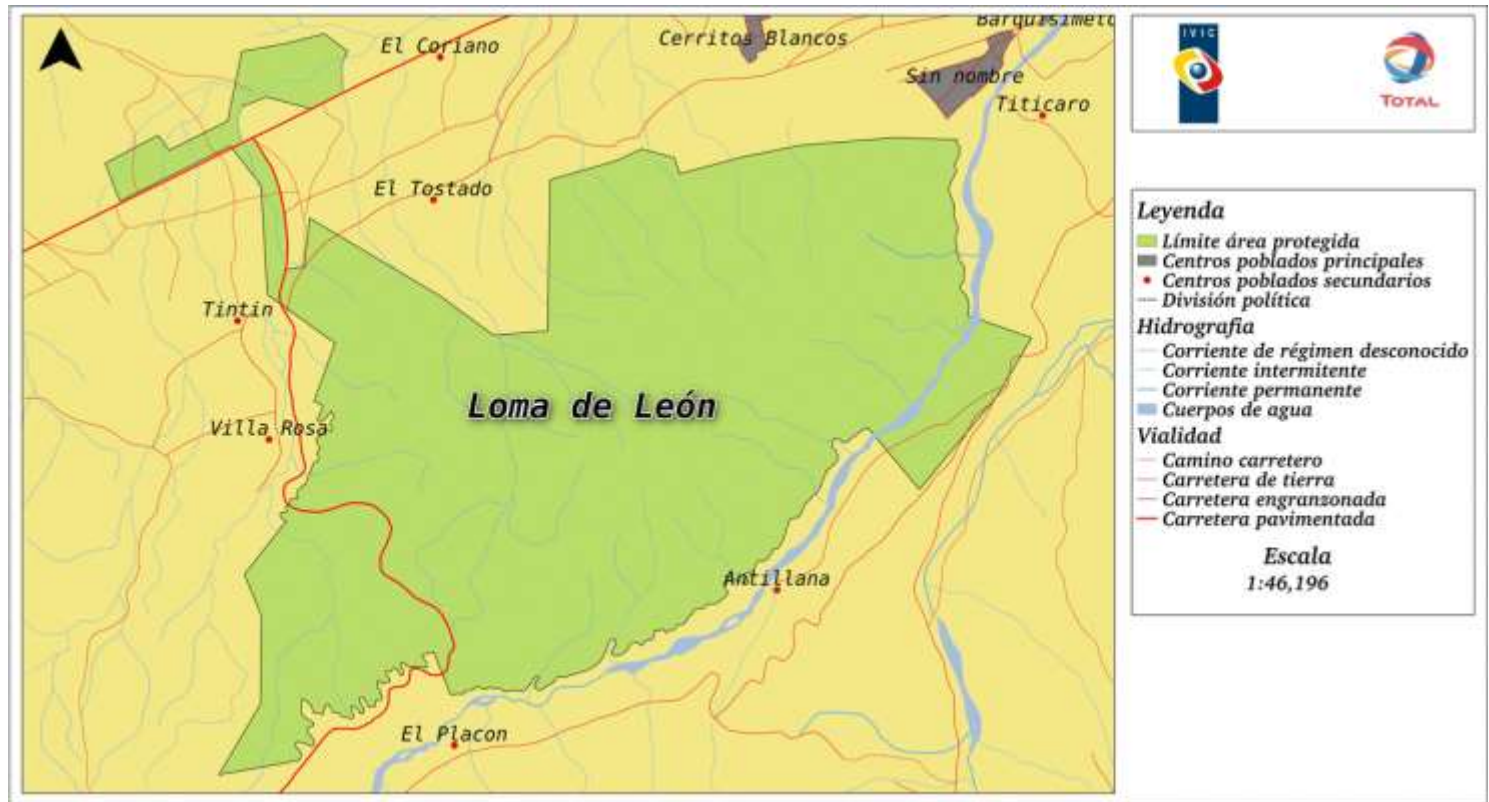 Barquisimeto
El Coriano
Cerritos Blancos
Sin nombre
Titicaro
El Tostado
Tintin
Loma de León
Villa Rosa
Antillana
El Placon
IVIC
TOTAL
Leyenda
Límite área protegida
Centros poblados principales
Centros poblados secundarios
División política
Hidrografia
Corriente de régimen desconocido
Corriente intermitente
Corriente permanente
Cuerpos de agua
Vialidad
Camino carretero
Carretera de tierra
Carretera engranzonada
Carretera pavimentada
Escala
1:46,196